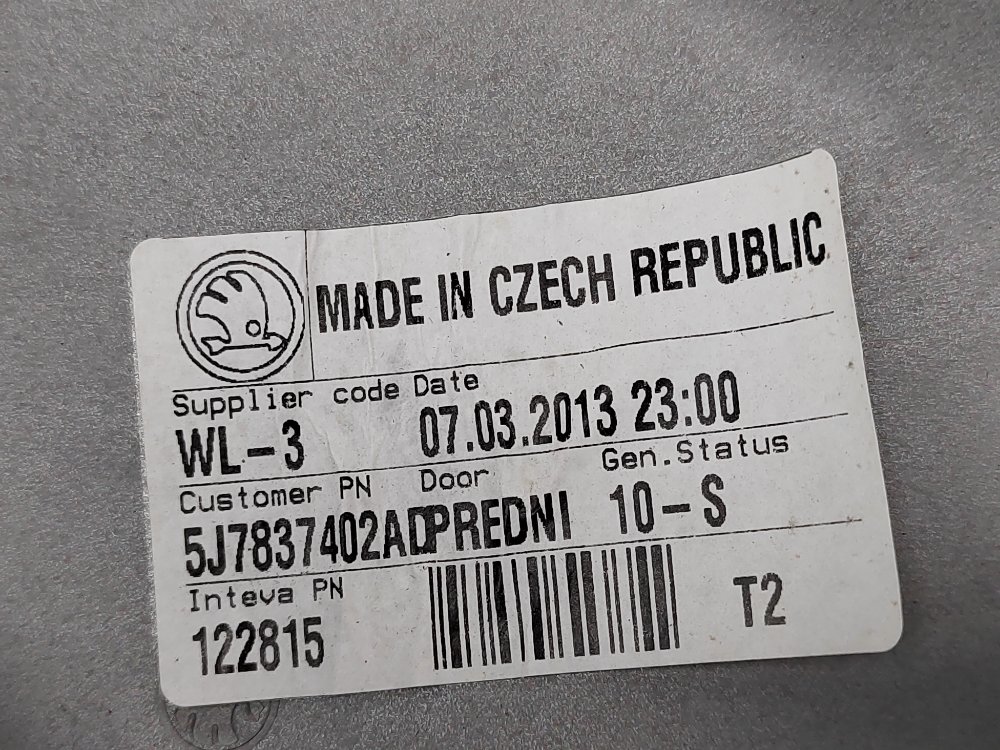 MADE IN CZECH REPUBLIC
Supplier code Date
WL-3 07.03.2013 23:00
Customer PN Door Gen.Status
5J7837402AD PREDNI 10-S
Inteva PN
122815 T2